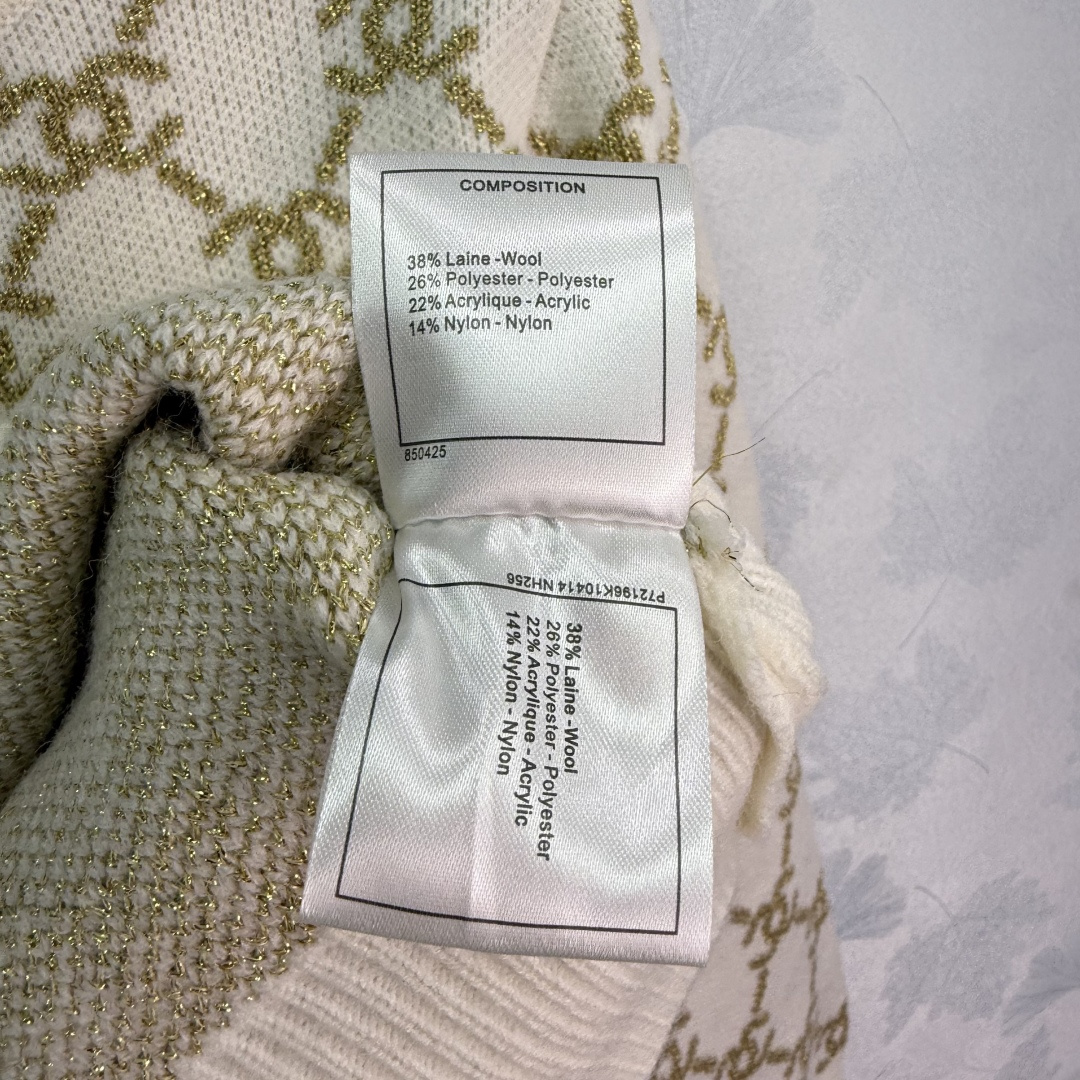 COMPOSITION
38% Laine -Wool
26% Polyester - Polyester
22% Acrylique - Acrylic
14% Nylon - Nylon
850425
P72196K10414 NH256
38% Laine -Wool
26% Polyester - Polyester
22% Acrylique - Acrylic
14% Nylon - Nylon